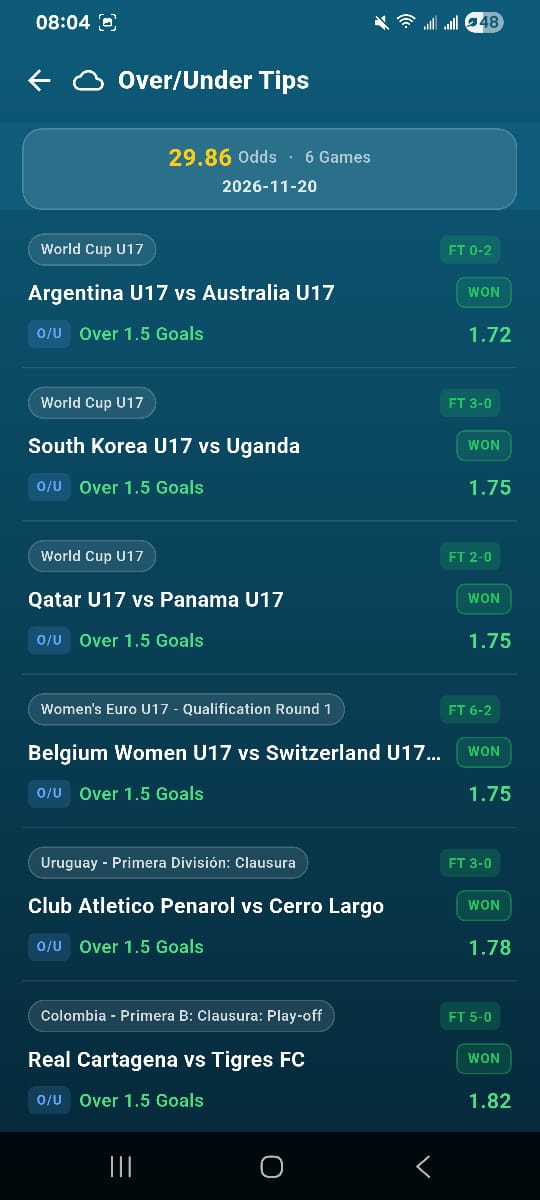 08:04 48
Over/Under Tips
29.86 Odds · 6 Games
2026-11-20
World Cup U17 FT 0-2
Argentina U17 vs Australia U17 WON
O/U Over 1.5 Goals 1.72
World Cup U17 FT 3-0
South Korea U17 vs Uganda WON
O/U Over 1.5 Goals 1.75
World Cup U17 FT 2-0
Qatar U17 vs Panama U17 WON
O/U Over 1.5 Goals 1.75
Women's Euro U17 - Qualification Round 1 FT 6-2
Belgium Women U17 vs Switzerland U17... WON
O/U Over 1.5 Goals 1.75
Uruguay - Primera División: Clausura FT 3-0
Club Atletico Penarol vs Cerro Largo WON
O/U Over 1.5 Goals 1.78
Colombia - Primera B: Clausura: Play-off FT 5-0
Real Cartagena vs Tigres FC WON
O/U Over 1.5 Goals 1.82